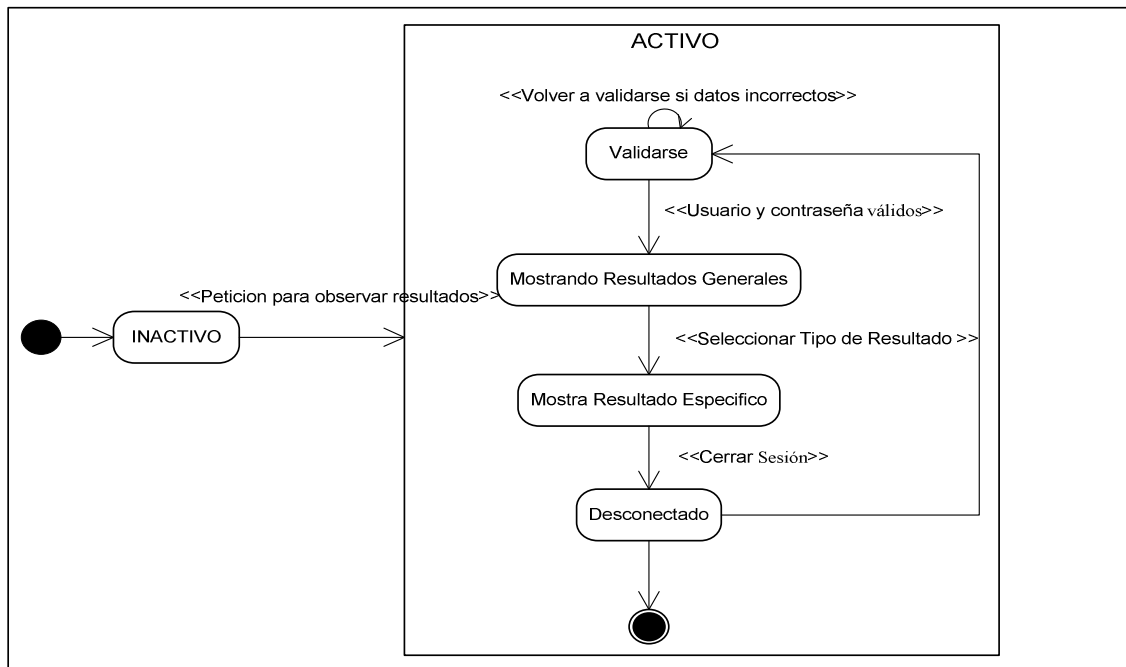 ACTIVO
<<Volver a validarse si datos incorrectos>>
Validarse
<<Usuario y contraseña válidos>>
Mostrando Resultados Generales
<<Peticion para observar resultados>>
INACTIVO
<<Seleccionar Tipo de Resultado >>
Mostra Resultado Especifico
<<Cerrar Sesión>>
Desconectado